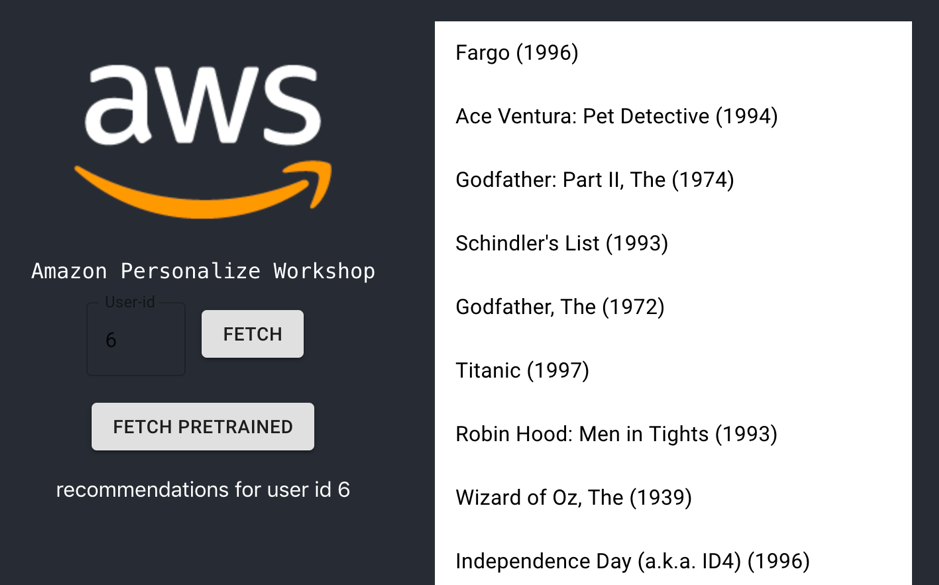 aws
Amazon Personalize Workshop
User-id
6
FETCH
FETCH PRETRAINED
recommendations for user id 6
Fargo (1996)
Ace Ventura: Pet Detective (1994)
Godfather: Part II, The (1974)
Schindler's List (1993)
Godfather, The (1972)
Titanic (1997)
Robin Hood: Men in Tights (1993)
Wizard of Oz, The (1939)
Independence Day (a.k.a. ID4) (1996)